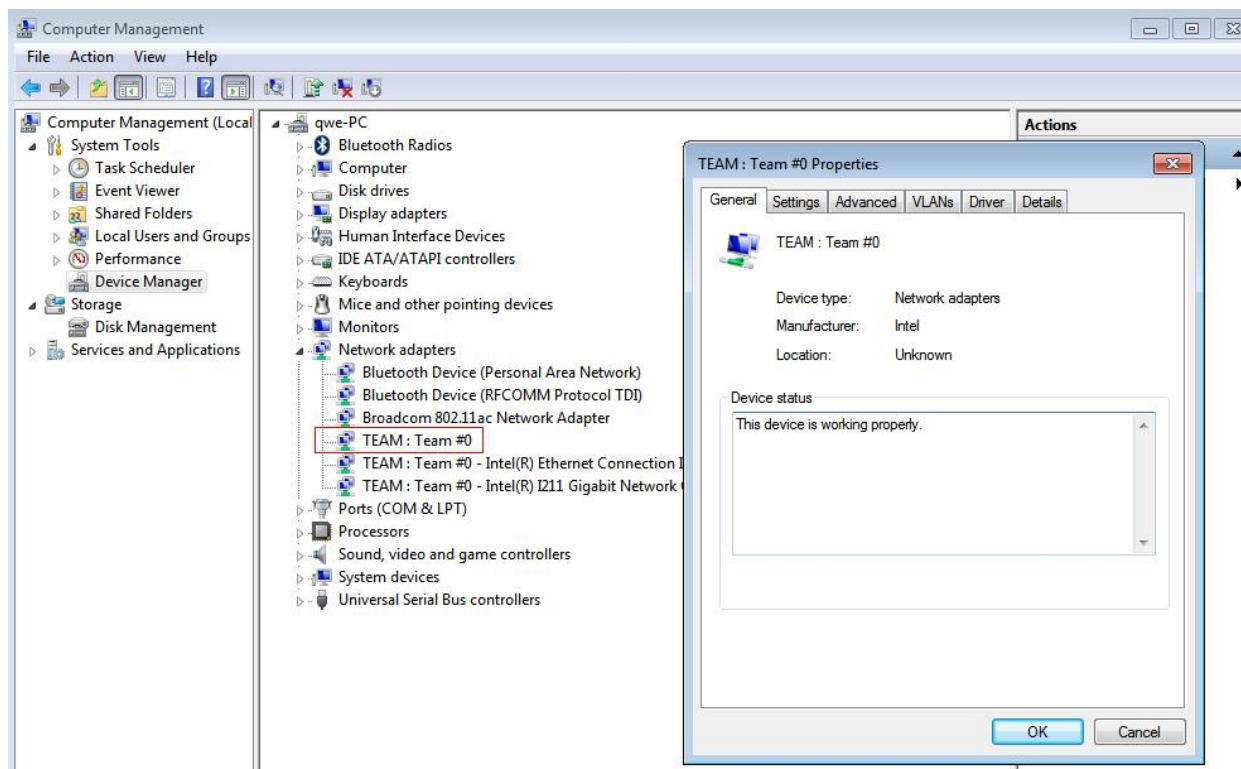 Computer Management
File Action View Help
Computer Management (Local
System Tools
Task Scheduler
Event Viewer
Shared Folders
Local Users and Groups
Performance
Device Manager
Storage
Disk Management
Services and Applications
qwe-PC
Bluetooth Radios
Computer
Disk drives
Display adapters
Human Interface Devices
IDE ATA/ATAPI controllers
Keyboards
Mice and other pointing devices
Monitors
Network adapters
Bluetooth Device (Personal Area Network)
Bluetooth Device (RFCOMM Protocol TDI)
Broadcom 802.11ac Network Adapter
TEAM : Team #0
TEAM : Team #0 - Intel(R) Ethernet Connection I
TEAM : Team #0 - Intel(R) I211 Gigabit Network
Ports (COM & LPT)
Processors
Sound, video and game controllers
System devices
Universal Serial Bus controllers
Actions
TEAM : Team #0 Properties
General Settings Advanced VLANs Driver Details
TEAM : Team #0
Device type: Network adapters
Manufacturer: Intel
Location: Unknown
Device status
This device is working properly.
OK Cancel